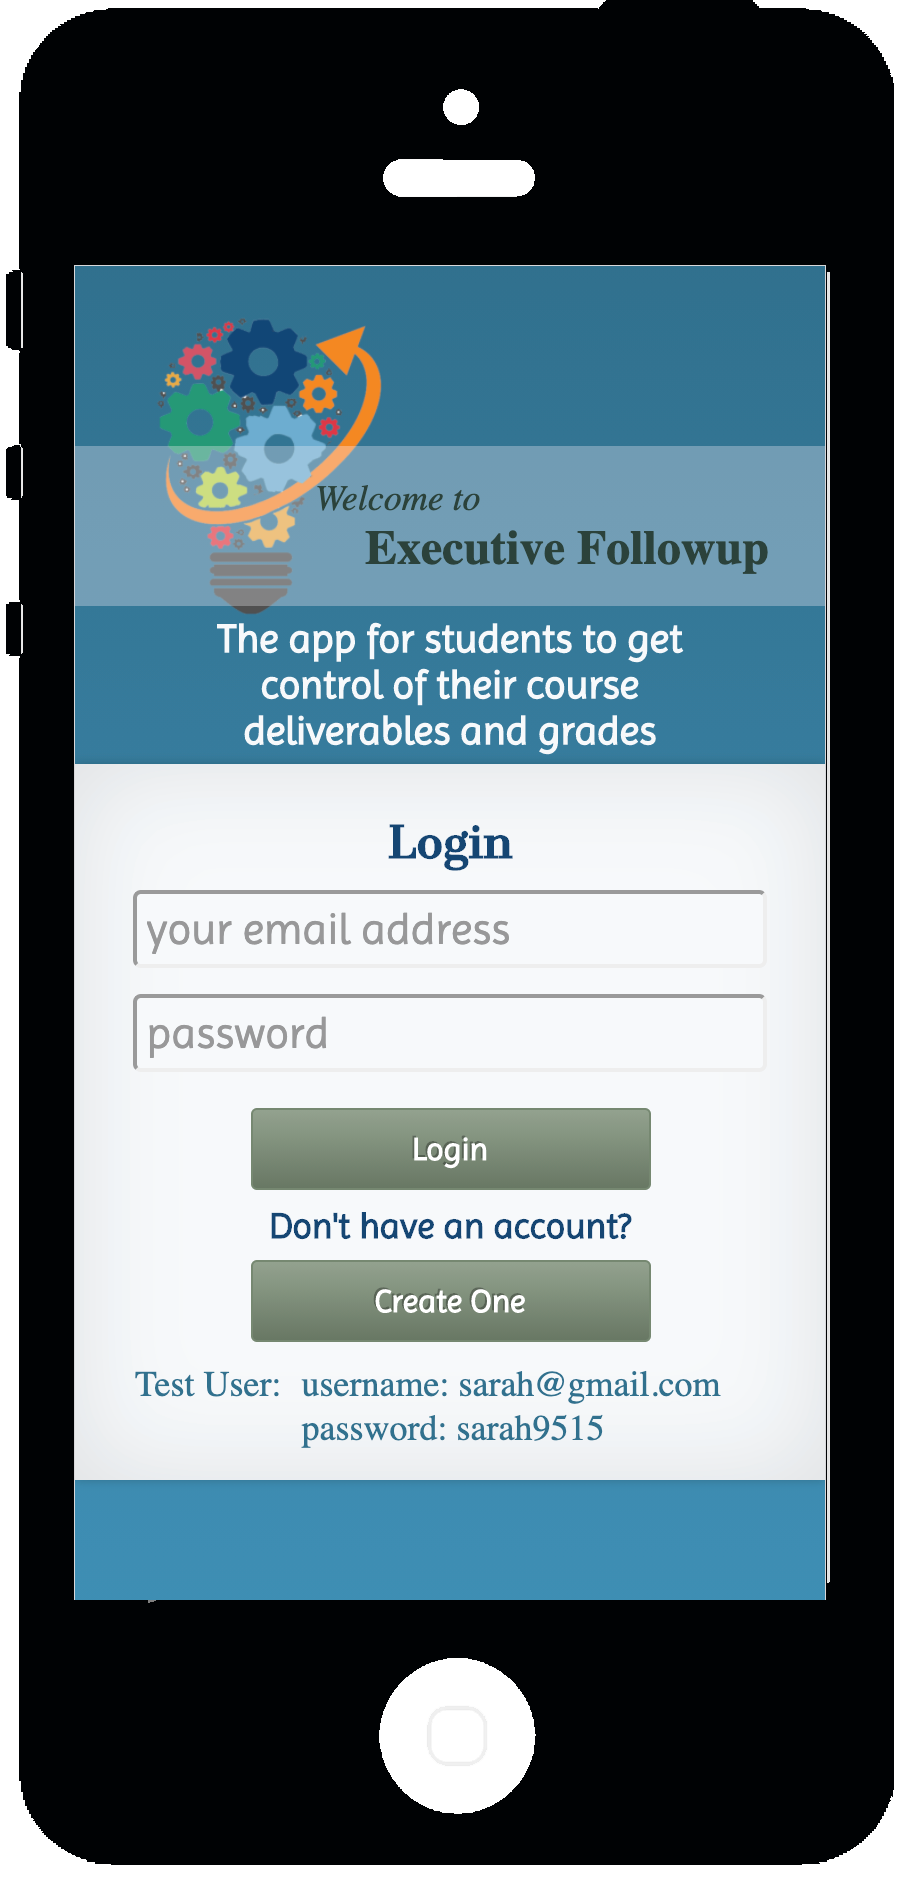 Welcome to
Executive Followup
The app for students to get
control of their course
deliverables and grades
Login
your email address
password
Login
Don't have an account?
Create One
Test User: username: sarah@gmail.com
password: sarah9515